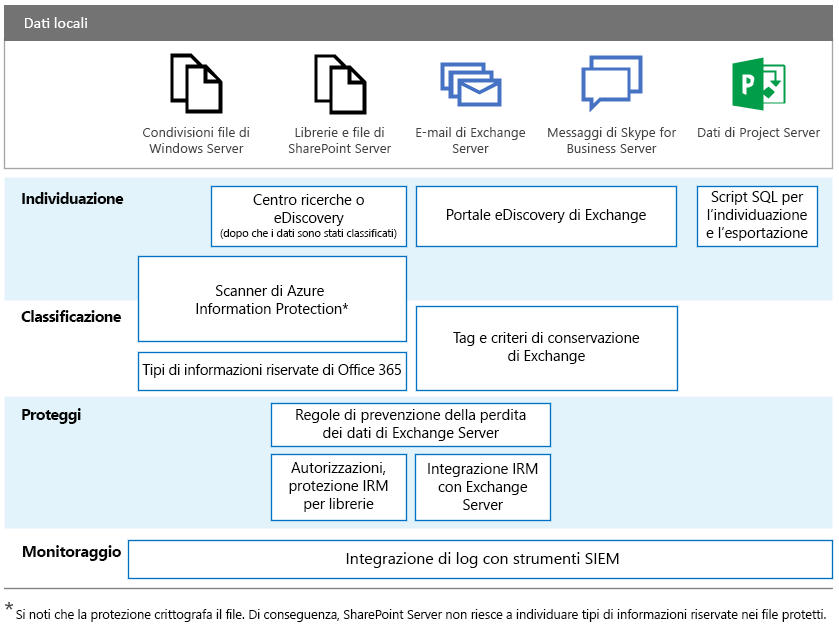 Dati locali
Condivisioni file di
Windows Server
Librerie e file di
SharePoint Server
E-mail di Exchange
Server
Messaggi di Skype for
Business Server
P
Dati di Project Server
Individuazione
Centro ricerche o
eDiscovery
(dopo che i dati sono stati classificati)
Portale eDiscovery di Exchange
Script SQL per
l’individuazione
e l’esportazione
Scanner di Azure
Information Protection*
Classificazione
Tag e criteri di conservazione
di Exchange
Tipi di informazioni riservate di Office 365
Proteggi
Regole di prevenzione della perdita
dei dati di Exchange Server
Autorizzazioni,
protezione IRM
per librerie
Integrazione IRM
con Exchange
Server
Monitoraggio
Integrazione di log con strumenti SIEM
* Si noti che la protezione crittografa il file. Di conseguenza, SharePoint Server non riesce a individuare tipi di informazioni riservate nei file protetti.